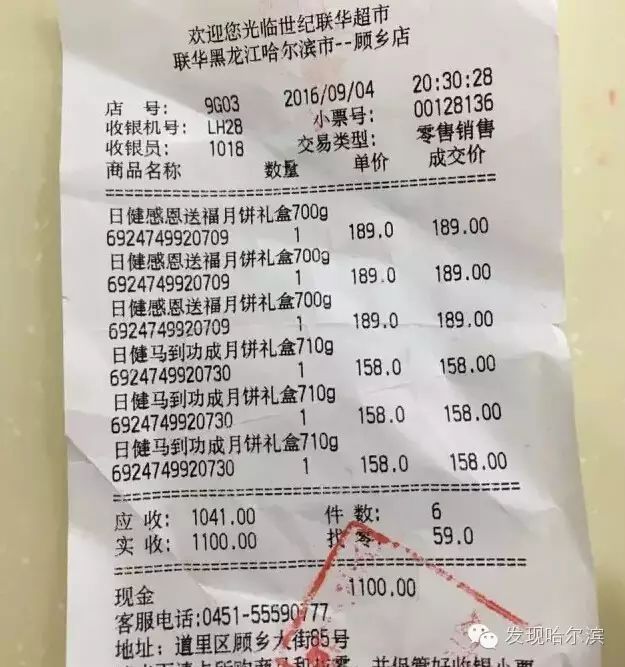 欢迎您光临世纪联华超市
联华黑龙江哈尔滨市--顾乡店
店 号: 9G03 2016/09/04 20:30:28
收银机号: LH28 小票号: 00128136
收银员: 1018 交易类型: 零售销售
商品名称 数量 单价 成交价
日健感恩送福月饼礼盒700g
6924749920709 1 189.0 189.00
日健感恩送福月饼礼盒700g
6924749920709 1 189.0 189.00
日健感恩送福月饼礼盒700g
6924749920709 1 189.0 189.00
日健马到功成月饼礼盒710g
6924749920730 1 158.0 158.00
日健马到功成月饼礼盒710g
6924749920730 1 158.0 158.00
日健马到功成月饼礼盒710g
6924749920730 1 158.0 158.00
应收: 1041.00 件数: 6
实收: 1100.00 找零 59.0
现金 1100.00
客服电话:0451-55590777
地址: 道里区顾乡大街85号
发现哈尔滨